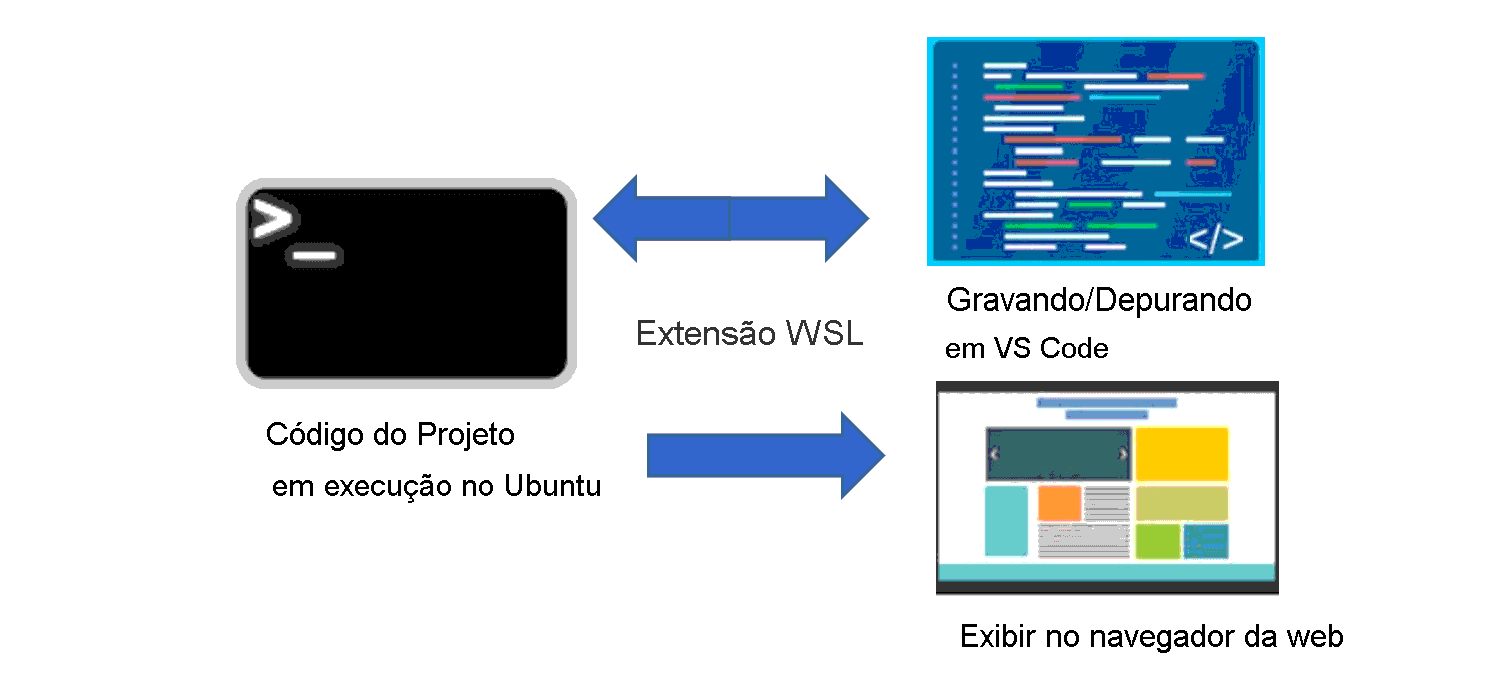 >_
</>
Gravando/Depurando
em VS Code
Extensão WSL
Código do Projeto
em execução no Ubuntu
Exibir no navegador da web